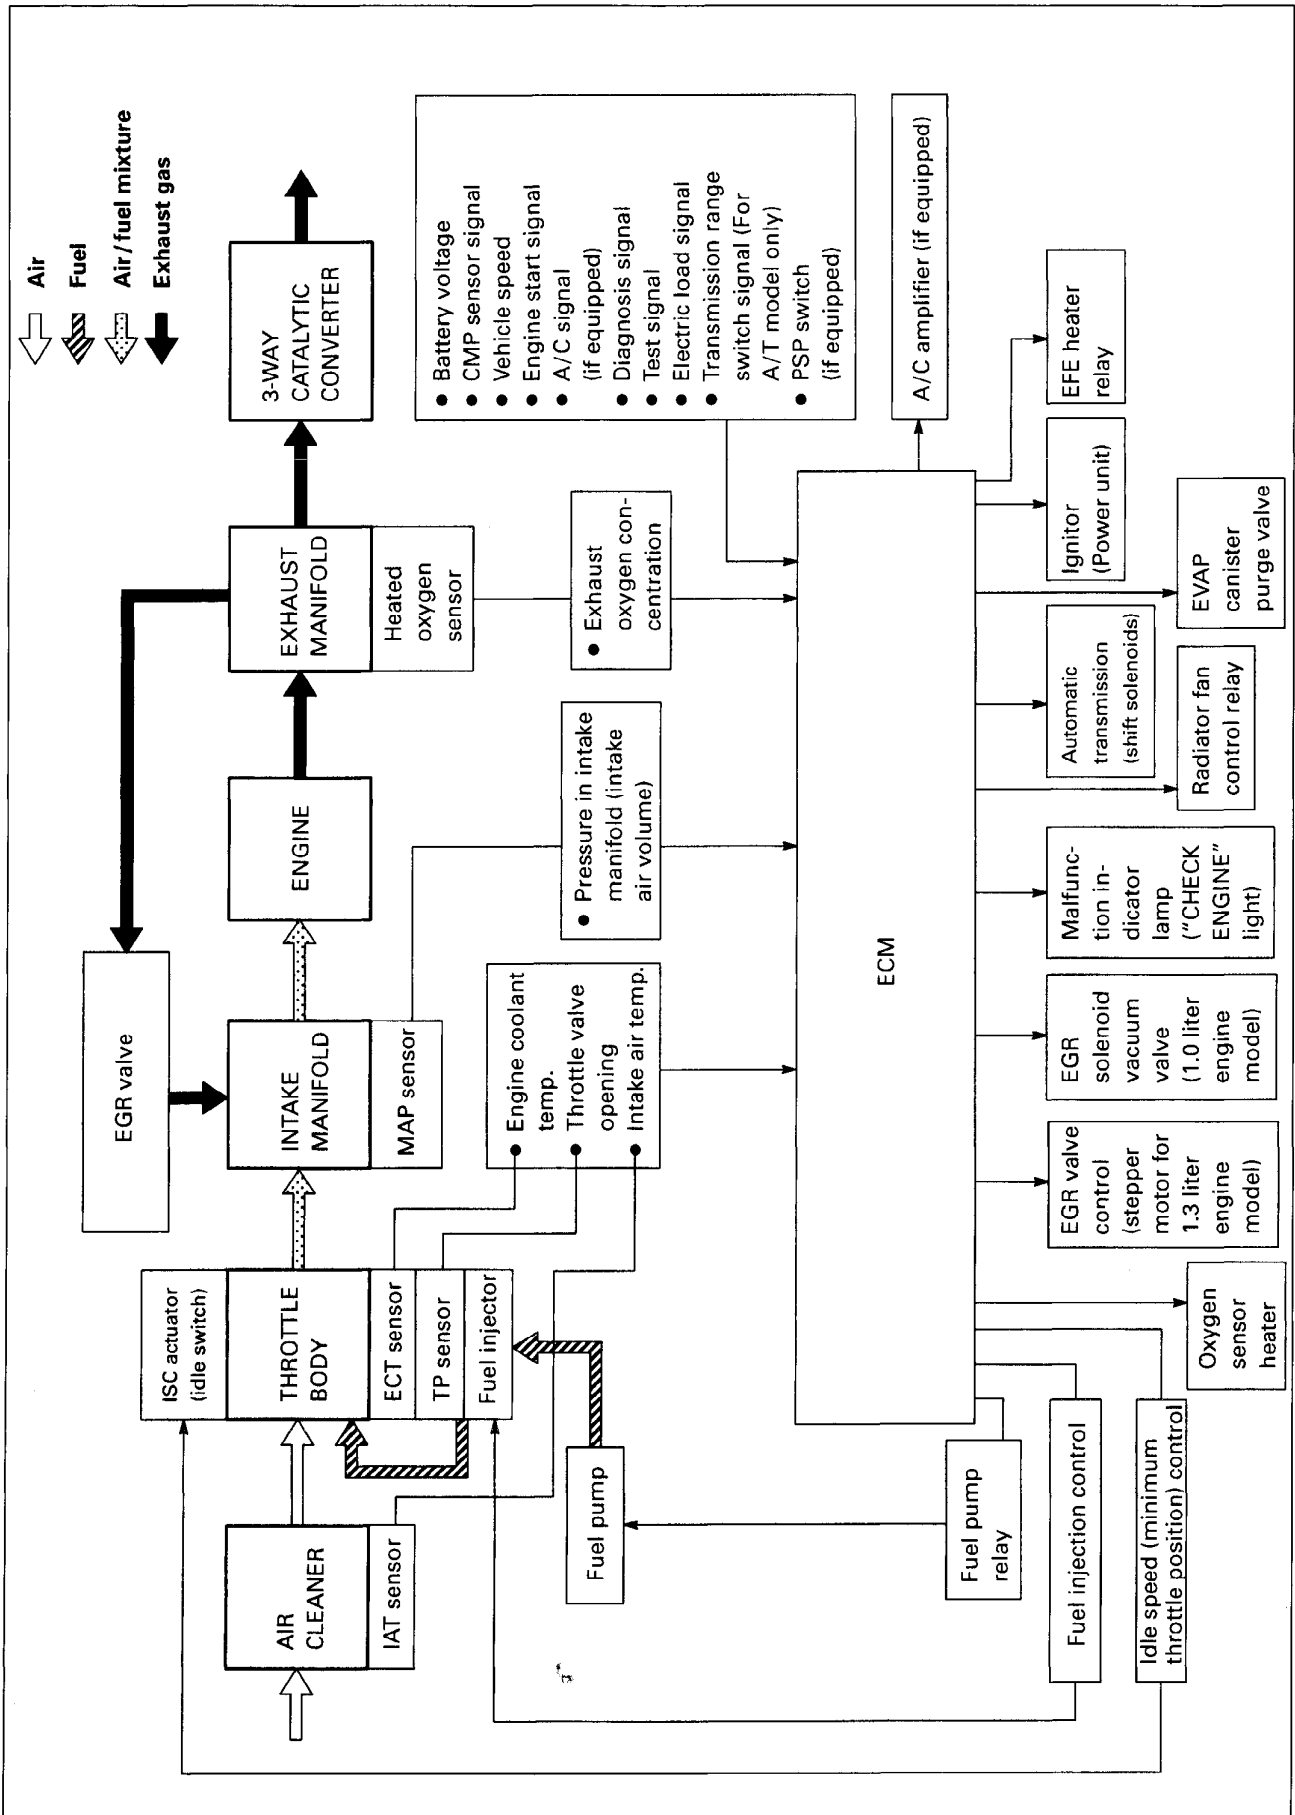 Air
Fuel
Air/fuel mixture
Exhaust gas
EGR valve
AIR
CLEANER
IAT sensor
ISC actuator
(idle switch)
THROTTLE
BODY
ECT sensor
TP sensor
Fuel injector
INTAKE
MANIFOLD
MAP sensor
ENGINE
EXHAUST
MANIFOLD
Heated
oxygen
sensor
3-WAY
CATALYTIC
CONVERTER
Fuel pump
● Engine coolant
temp.
● Throttle valve
opening
● Intake air temp.
● Pressure in intake
manifold (intake
air volume)
● Exhaust
oxygen con-
centration
● Battery voltage
● CMP sensor signal
● Vehicle speed
● Engine start signal
● A/C signal
(if equipped)
● Diagnosis signal
● Test signal
● Electric load signal
● Transmission range
switch signal (For
A/T model only)
● PSP switch
(if equipped)
ECM
A/C amplifier (if equipped)
Fuel pump
relay
Fuel injection control
Idle speed (minimum
throttle position) control
Oxygen
sensor
heater
EGR valve
control
(stepper
motor for
1.3 liter
engine
model)
EGR
solenoid
vacuum
valve
(1.0 liter
engine
model)
Malfunc-
tion in-
dicator
lamp
("CHECK
ENGINE"
light)
Radiator fan
control relay
Automatic
transmission
(shift solenoids)
EVAP
canister
purge valve
Ignitor
(Power unit)
EFE heater
relay